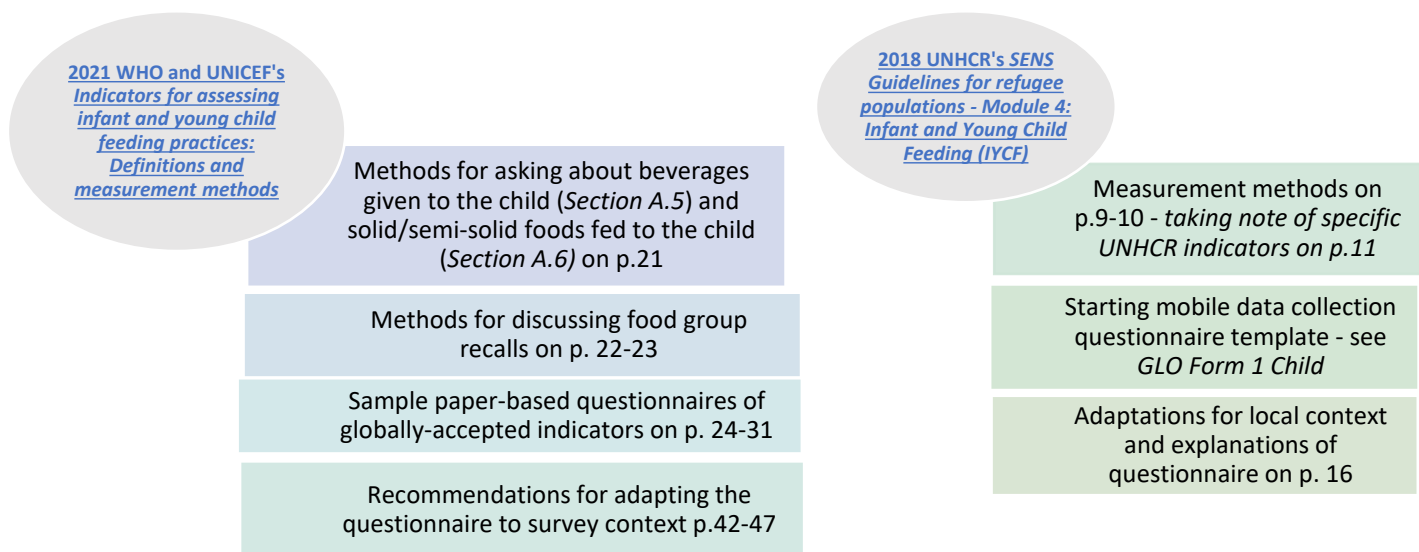 2021 WHO and UNICEF's
Indicators for assessing
infant and young child
feeding practices:
Definitions and
measurement methods
Methods for asking about beverages
given to the child (Section A.5) and
solid/semi-solid foods fed to the child
(Section A.6) on p.21
Methods for discussing food group
recalls on p. 22-23
Sample paper-based questionnaires of
globally-accepted indicators on p. 24-31
Recommendations for adapting the
questionnaire to survey context p.42-47
2018 UNHCR's SENS
Guidelines for refugee
populations - Module 4:
Infant and Young Child
Feeding (IYCF)
Measurement methods on
p.9-10 - taking note of specific
UNHCR indicators on p.11
Starting mobile data collection
questionnaire template - see
GLO Form 1 Child
Adaptations for local context
and explanations of
questionnaire on p. 16